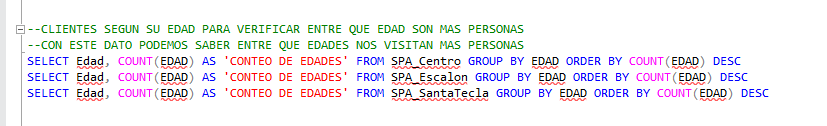 --CLIENTES SEGUN SU EDAD PARA VERIFICAR ENTRE QUE EDAD SON MAS PERSONAS
--CON ESTE DATO PODEMOS SABER ENTRE QUE EDADES NOS VISITAN MAS PERSONAS
SELECT Edad, COUNT(EDAD) AS 'CONTEO DE EDADES' FROM SPA_Centro GROUP BY EDAD ORDER BY COUNT(EDAD) DESC
SELECT Edad, COUNT(EDAD) AS 'CONTEO DE EDADES' FROM SPA_Escalon GROUP BY EDAD ORDER BY COUNT(EDAD) DESC
SELECT Edad, COUNT(EDAD) AS 'CONTEO DE EDADES' FROM SPA_SantaTecla GROUP BY EDAD ORDER BY COUNT(EDAD) DESC